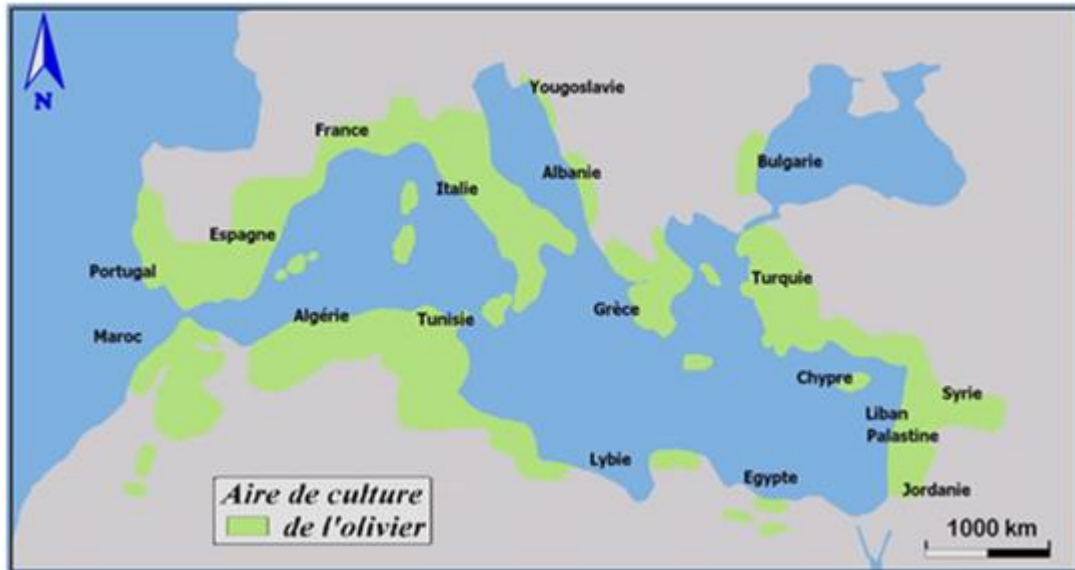 N
Yougoslavie
France
Bulgarie
Albanie
Italie
Espagne
Portugal
Turquie
Algérie
Tunisie
Grèce
Maroc
Chypre
Syrie
Liban
Palastine
Lybie
Egypte
Jordanie
Aire de culture
de l'olivier
1000 km